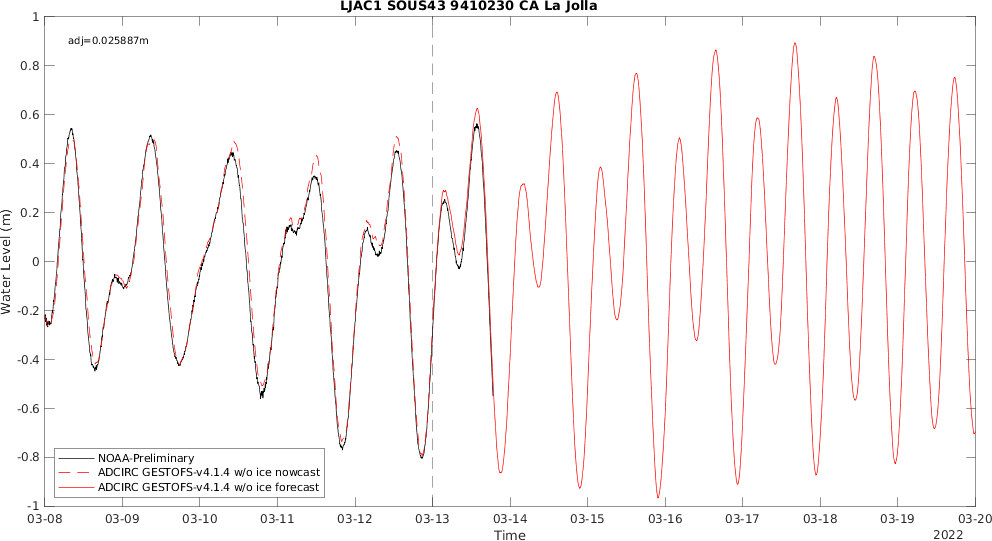 LJAC1 SOUS43 9410230 CA La Jolla
adj=0.025887m
1
0.8
0.6
0.4
0.2
0
-0.2
-0.4
-0.6
-0.8
-1
Water Level (m)
NOAA-Preliminary
ADCIRC GESTOFS-v4.1.4 w/o ice nowcast
ADCIRC GESTOFS-v4.1.4 w/o ice forecast
03-08 03-09 03-10 03-11 03-12 03-13 03-14 03-15 03-16 03-17 03-18 03-19 03-20
Time
2022